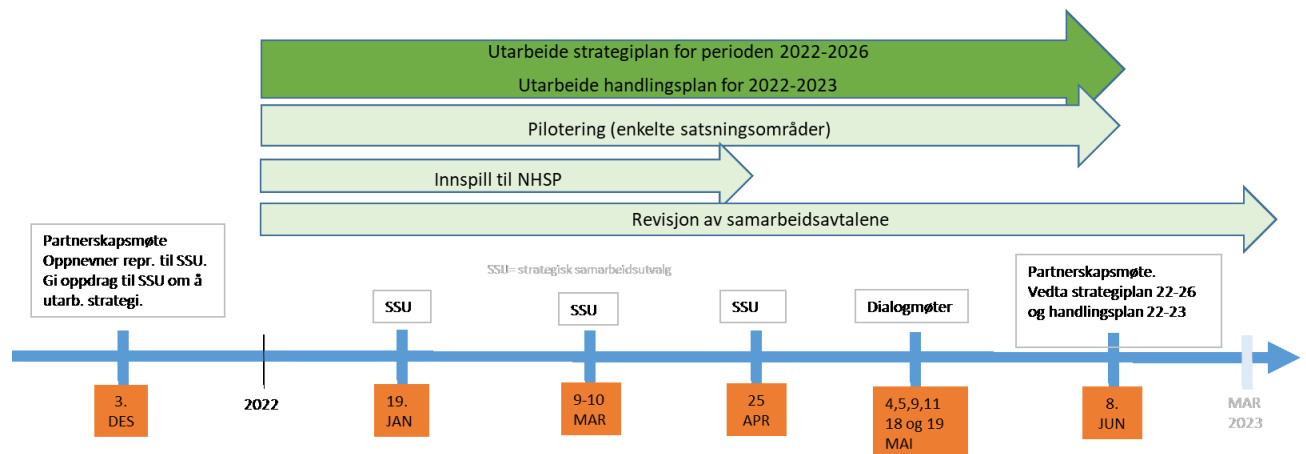 Utarbeide strategiplan for perioden 2022-2026
Utarbeide handlingsplan for 2022-2023
Pilotering (enkelte satsningsområder)
Innspill til NHSP
Revisjon av samarbeidsavtalene
Partnerskapsmøte
Oppnevner repr. til SSU.
Gi oppdrag til SSU om å
utarb. strategi.
SSU= strategisk samarbeidsutvalg
SSU
SSU
SSU
Dialogmøter
Partnerskapsmøte.
Vedta strategiplan 22-26
og handlingsplan 22-23
3.
DES
2022
19.
JAN
9-10
MAR
25
APR
4,5,9,11
18 og 19
MAI
8.
JUN
MAR
2023